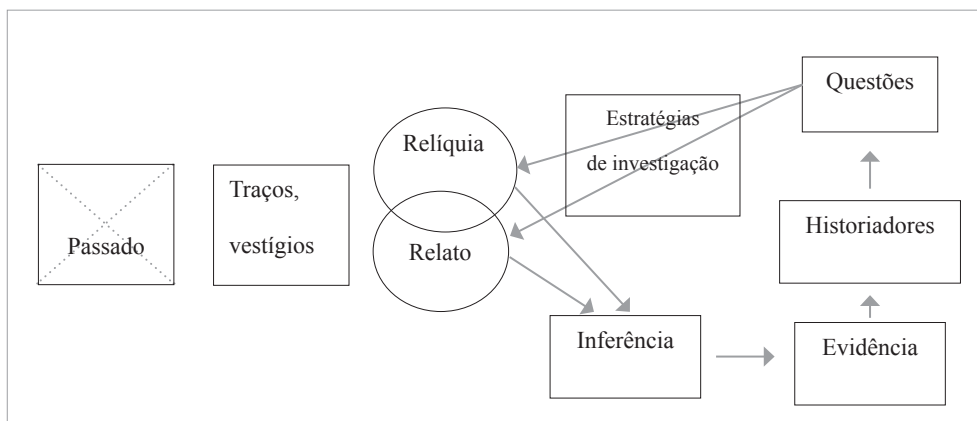 Passado
Traços,
vestígios
Relíquia
Relato
Estratégias
de investigação
Questões
Historiadores
Evidência
Inferência